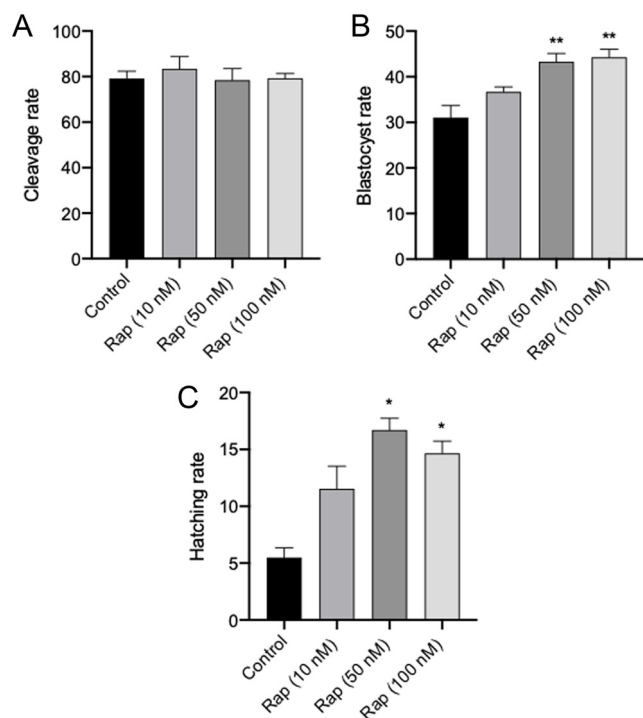 A
Cleavage rate
100
80
60
40
20
0
Control
Rap (10 nM)
Rap (50 nM)
Rap (100 nM)
B
Blastocyst rate
50
40
30
20
10
0
**
**
Control
Rap (10 nM)
Rap (50 nM)
Rap (100 nM)
C
Hatching rate
20
15
10
5
0
*
*
Control
Rap (10 nM)
Rap (50 nM)
Rap (100 nM)